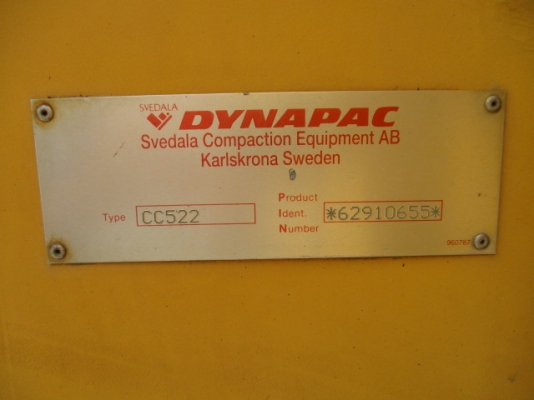 SVEDALA
DYNAPAC
Svedala Compaction Equipment AB
Karlskrona Sweden
Type CC522
Product
Ident. *62910655*
Number